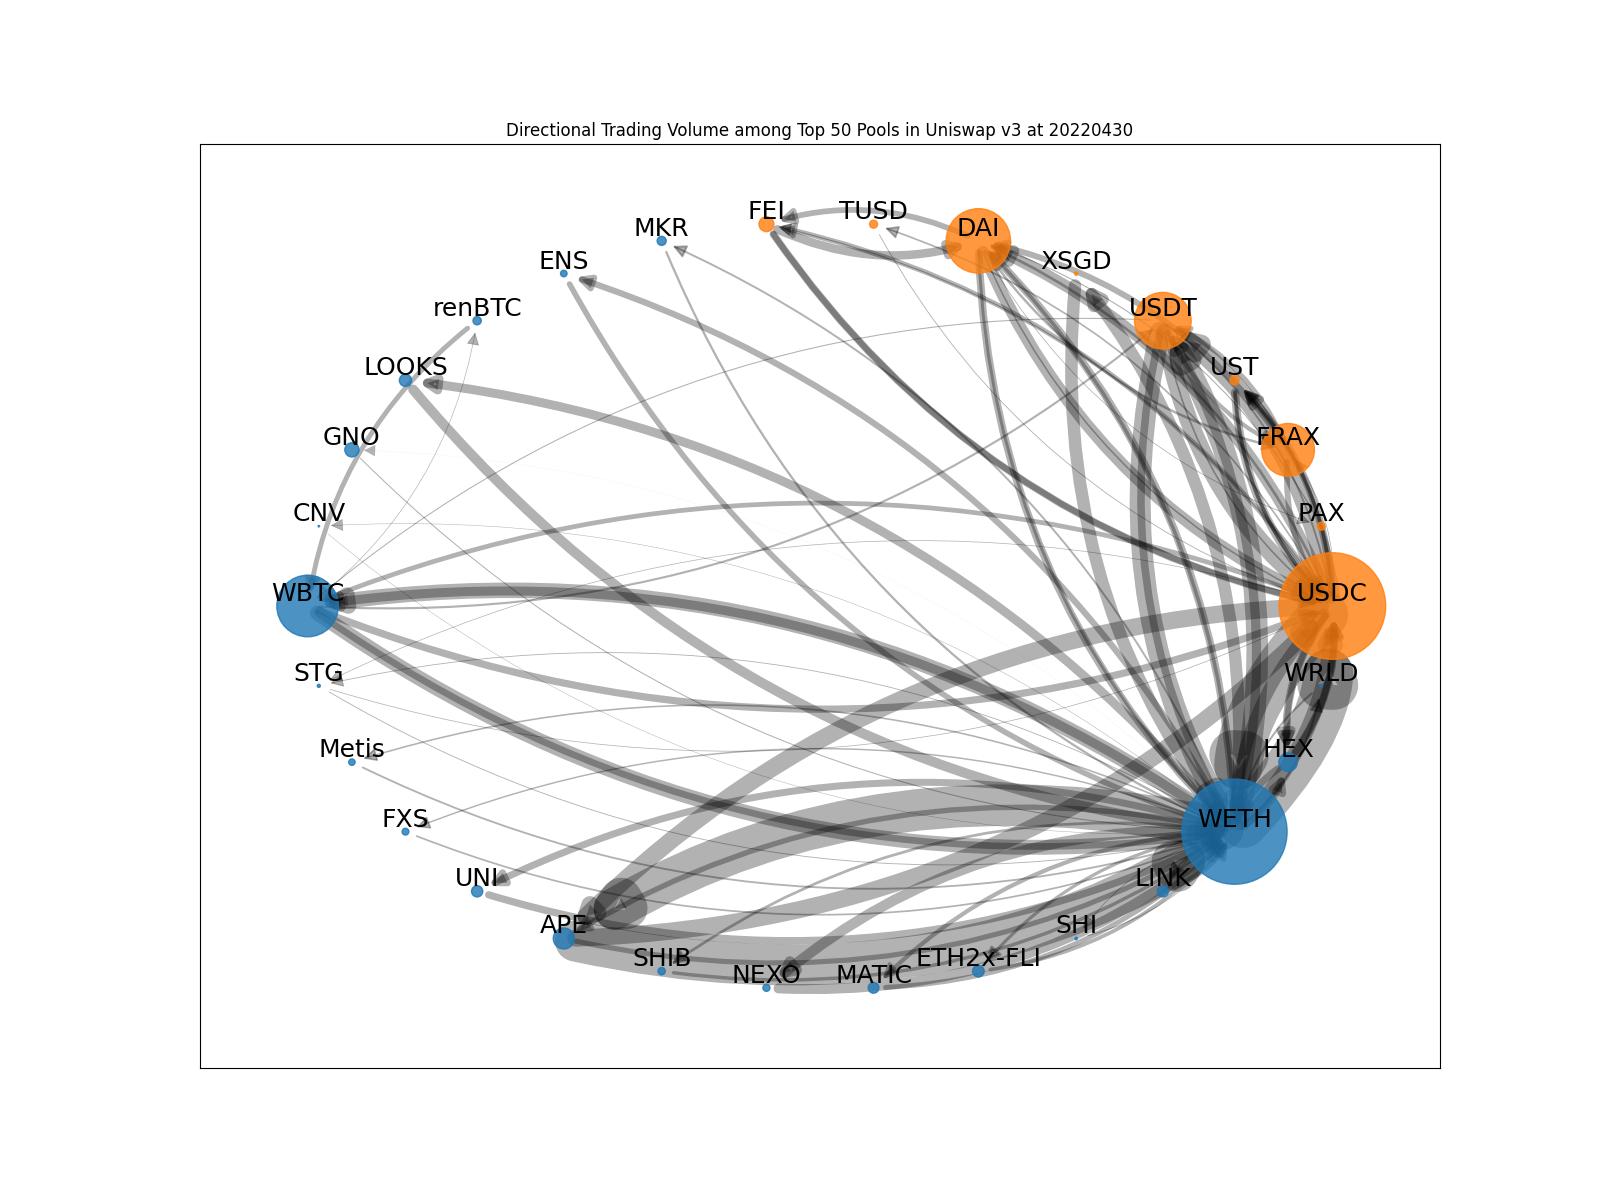 Directional Trading Volume among Top 50 Pools in Uniswap v3 at 20220430
FEI
TUSD
MKR
DAI
ENS
XSGD
renBTC
USDT
LOOKS
UST
GNO
FRAX
CNV
PAX
WBTC
USDC
STG
WRLD
Metis
HEX
FXS
WETH
UNI
LINK
APE
SHI
SHIB
ETH2x-FLI
NEXO
MATIC